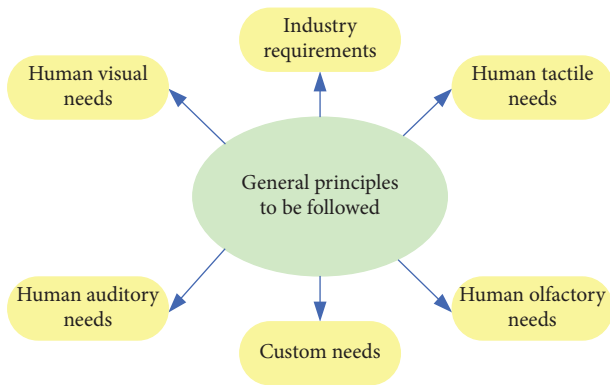 Industry
requirements
Human visual
needs
Human tactile
needs
General principles
to be followed
Human auditory
needs
Human olfactory
needs
Custom needs